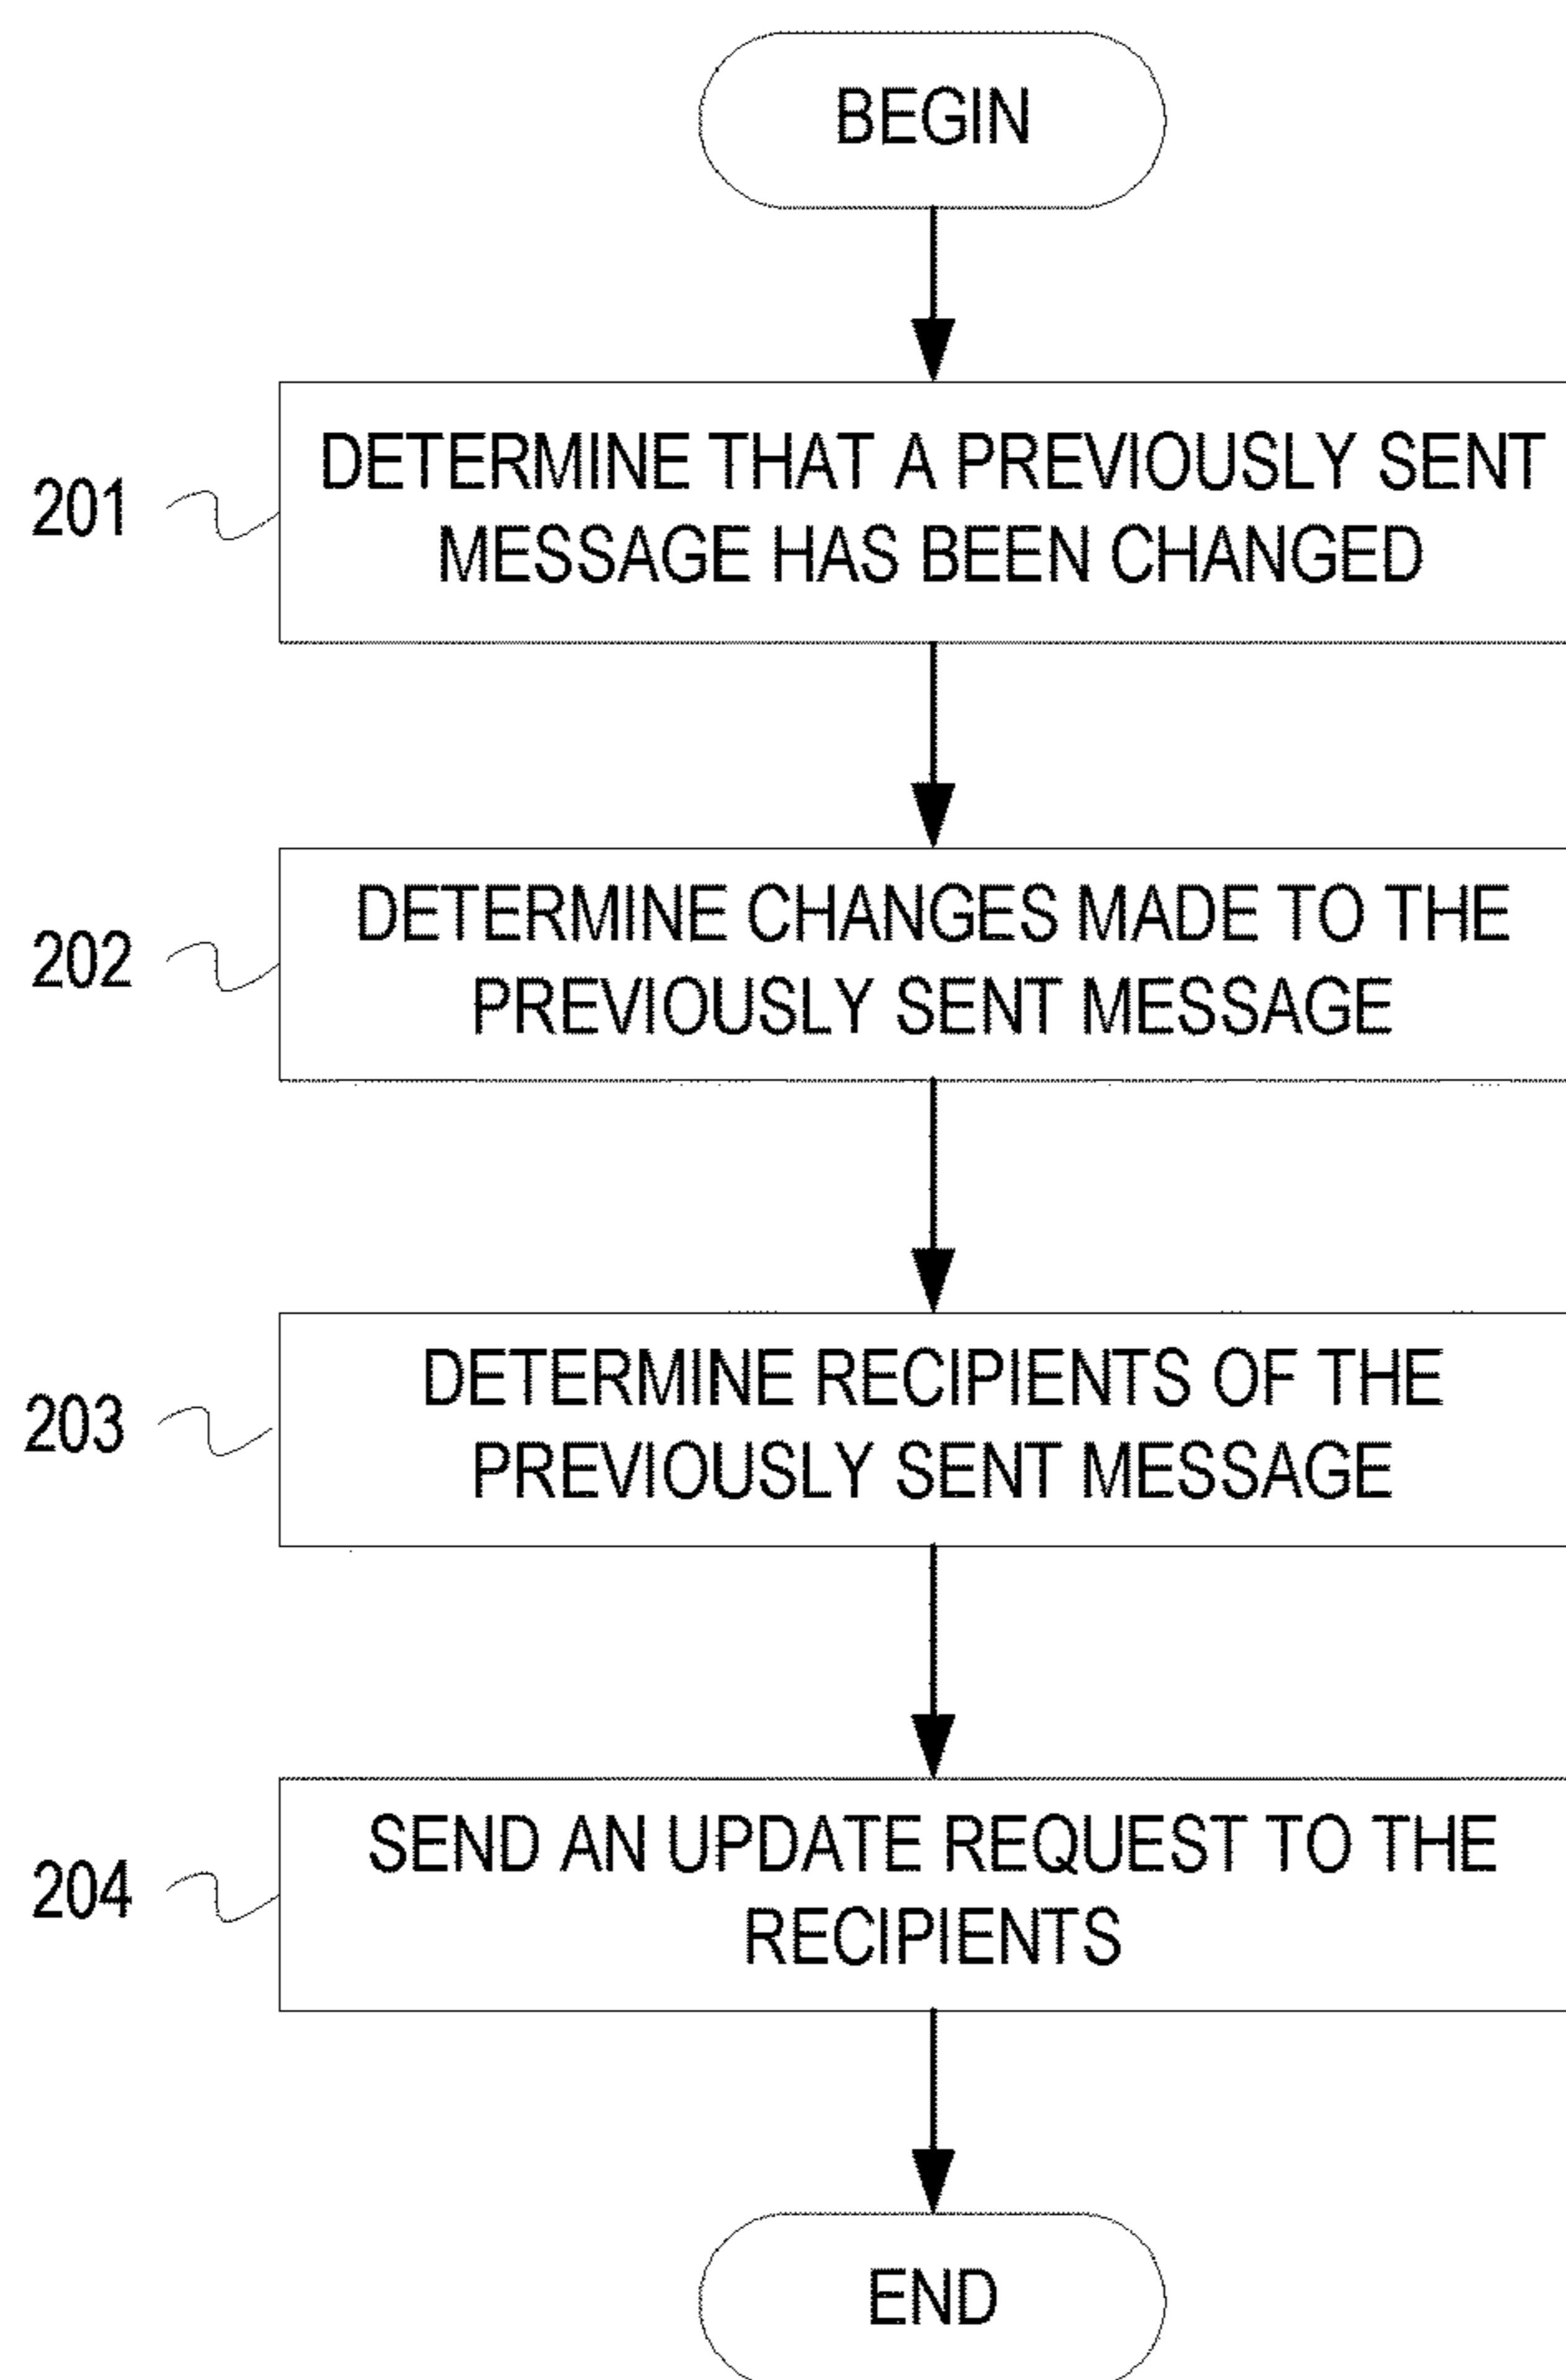 BEGIN
201
DETERMINE THAT A PREVIOUSLY SENT
MESSAGE HAS BEEN CHANGED
202
DETERMINE CHANGES MADE TO THE
PREVIOUSLY SENT MESSAGE
203
DETERMINE RECIPIENTS OF THE
PREVIOUSLY SENT MESSAGE
204
SEND AN UPDATE REQUEST TO THE
RECIPIENTS
END